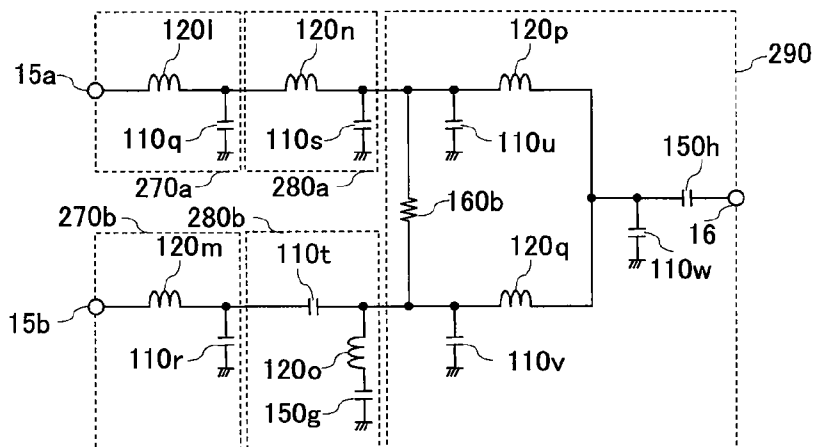 120l 120n 120p
290
15a
110q 110s 110u 150h
270a 280a
160b
270b 280b
16
120m 110t 120q 110w
15b
110r 120o 110v
150g